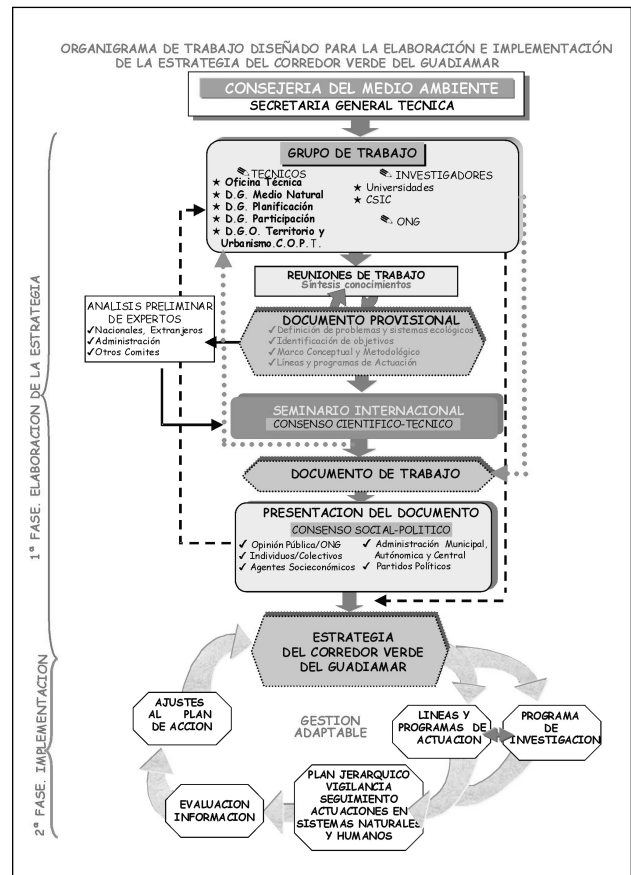 ORGANIGRAMA DE TRABAJO DISEÑADO PARA LA ELABORACIÓN E IMPLEMENTACIÓN
DE LA ESTRATEGIA DEL CORREDOR VERDE DEL GUADIAMAR
CONSEJERIA DEL MEDIO AMBIENTE
SECRETARIA GENERAL TECNICA
GRUPO DE TRABAJO
TECNICOS
★ Oficina Técnica
★ D.G. Medio Natural
★ D.G. Planificación
★ D.G. Participación
★ D.G.O. Territorio y
Urbanismo.C.O.P.T.
INVESTIGADORES
★ Universidades
★ CSIC
ONG
REUNIONES DE TRABAJO
Síntesis conocimientos
ANALISIS PRELIMINAR
DE EXPERTOS
✓Nacionales, Extranjeros
✓Administración
✓Otros Comites
DOCUMENTO PROVISIONAL
✓Definición de problemas y sistemas ecológicos
✓Identificación de objetivos
✓Marco Conceptual y Metodológico
✓Líneas y programas de Actuación
SEMINARIO INTERNACIONAL
CONSENSO CIENTIFICO-TECNICO
DOCUMENTO DE TRABAJO
PRESENTACION DEL DOCUMENTO
CONSENSO SOCIAL-POLITICO
✓ Opinión Pública/ONG
✓ Individuos/Colectivos
✓ Agentes Socieconómicos
✓ Administración Municipal,
Autónomica y Central
✓ Partidos Políticos
1ª FASE. ELABORACION DE LA ESTRATEGIA
ESTRATEGIA
DEL CORREDOR VERDE
DEL GUADIAMAR
AJUSTES
AL PLAN
DE ACCION
GESTION
ADAPTABLE
LINEAS Y
PROGRAMAS DE
ACTUACION
PROGRAMA
DE
INVESTIGACION
PLAN JERARQUICO
VIGILANCIA
SEGUIMIENTO
ACTUACIONES EN
SISTEMAS NATURALES
Y HUMANOS
EVALUACION
INFORMACION
2ª FASE. IMPLEMENTACION